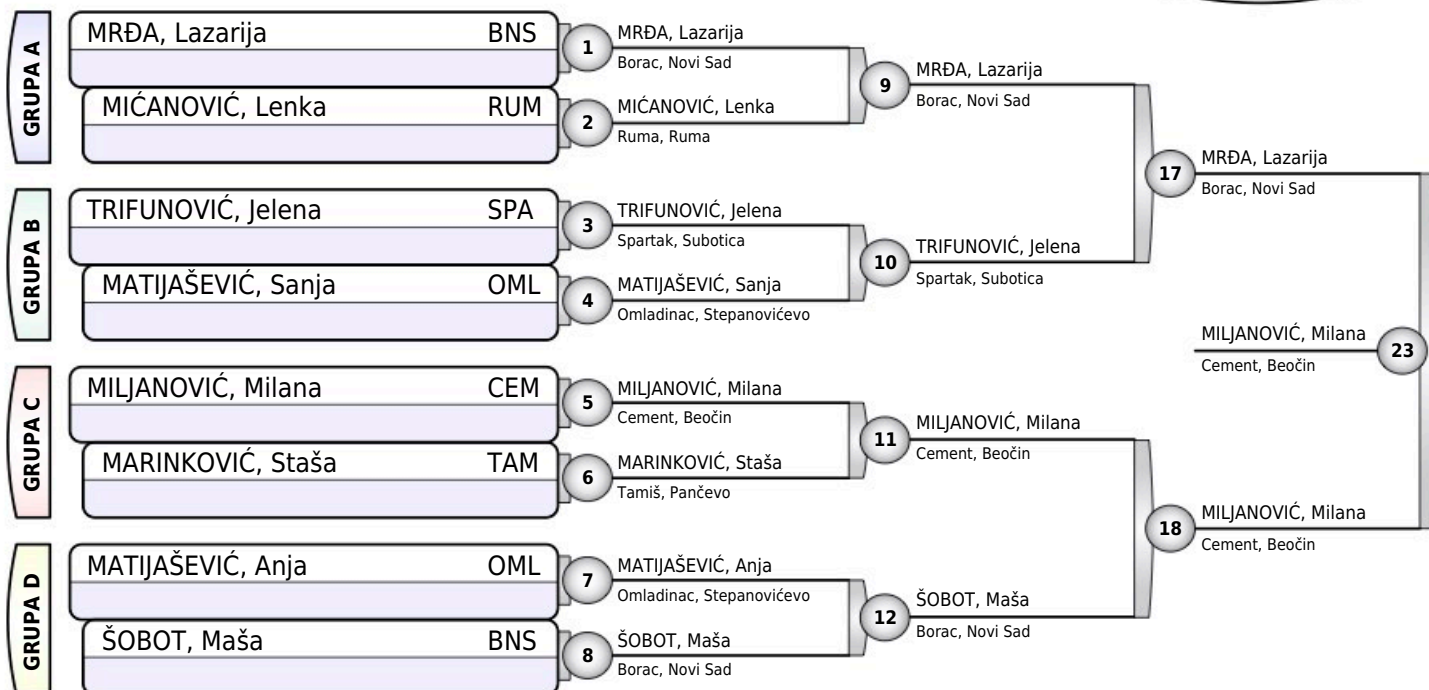 GRUPA A
MRĐA, Lazarija BNS
MIĆANOVIĆ, Lenka RUM
GRUPA B
TRIFUNOVIĆ, Jelena SPA
MATIJAŠEVIĆ, Sanja OML
GRUPA C
MILJANOVIĆ, Milana CEM
MARINKOVIĆ, Staša TAM
GRUPA D
MATIJAŠEVIĆ, Anja OML
ŠOBOT, Maša BNS
1
MRĐA, Lazarija
Borac, Novi Sad
2
MIĆANOVIĆ, Lenka
Ruma, Ruma
3
TRIFUNOVIĆ, Jelena
Spartak, Subotica
4
MATIJAŠEVIĆ, Sanja
Omladinac, Stepanovićevo
5
MILJANOVIĆ, Milana
Cement, Beočin
6
MARINKOVIĆ, Staša
Tamiš, Pančevo
7
MATIJAŠEVIĆ, Anja
Omladinac, Stepanovićevo
8
ŠOBOT, Maša
Borac, Novi Sad
9
MRĐA, Lazarija
Borac, Novi Sad
10
TRIFUNOVIĆ, Jelena
Spartak, Subotica
11
MILJANOVIĆ, Milana
Cement, Beočin
12
ŠOBOT, Maša
Borac, Novi Sad
17
MRĐA, Lazarija
Borac, Novi Sad
18
MILJANOVIĆ, Milana
Cement, Beočin
MILJANOVIĆ, Milana
Cement, Beočin
23